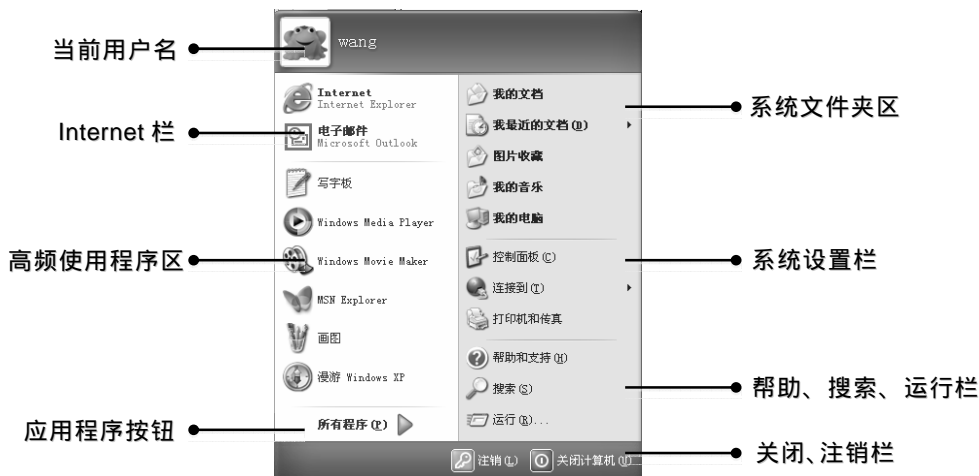 当前用户名
Internet 栏
高频使用程序区
应用程序按钮
wang
Internet
Internet Explorer
电子邮件
Microsoft Outlook
写字板
Windows Media Player
Windows Movie Maker
MSN Explorer
画图
漫游 Windows XP
所有程序(P)
我的文档
我最近的文档(D)
图片收藏
我的音乐
我的电脑
控制面板(C)
连接到(T)
打印机和传真
帮助和支持(H)
搜索(S)
运行(R)...
注销(L)
关闭计算机(U)
系统文件夹区
系统设置栏
帮助、搜索、运行栏
关闭、注销栏